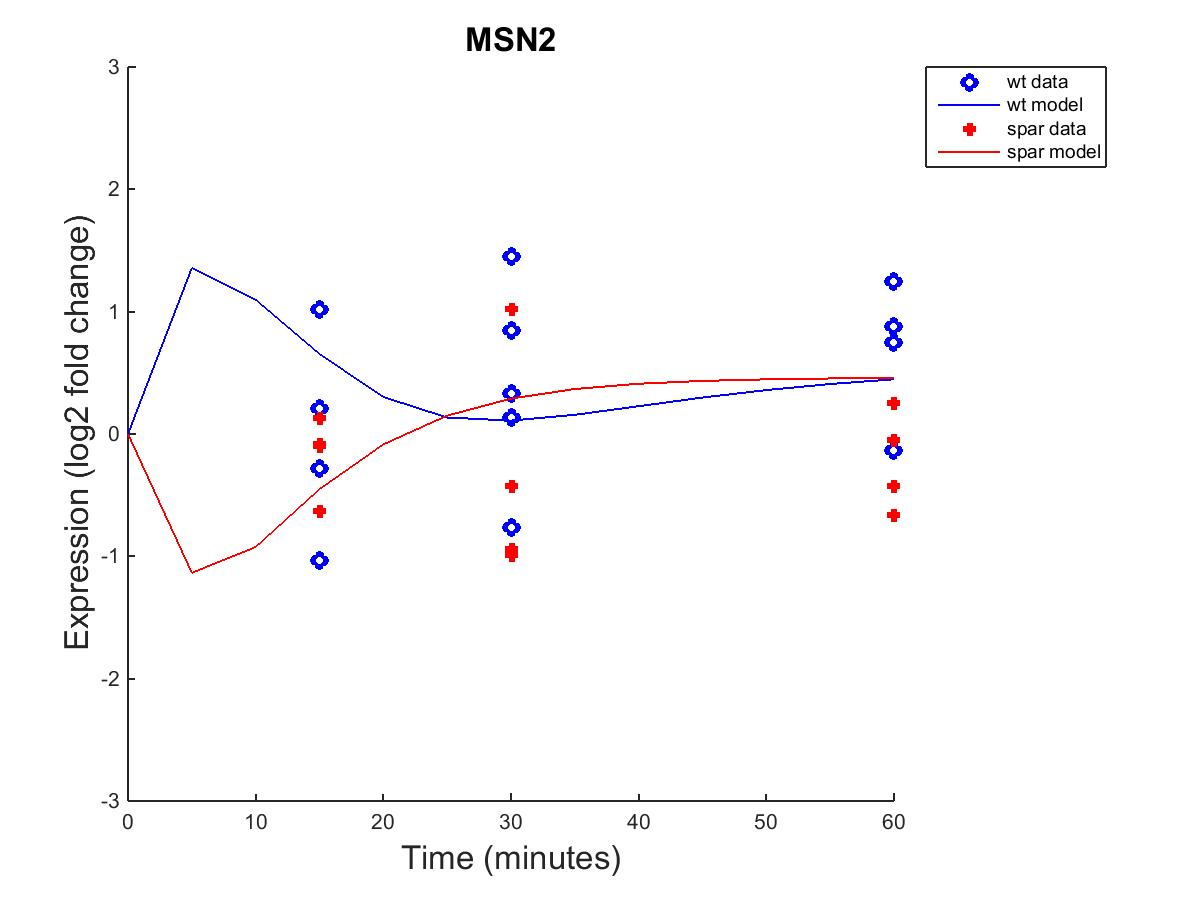 MSN2
wt data
wt model
spar data
spar model
Expression (log2 fold change)
3
2
1
0
-1
-2
-3
0 10 20 30 40 50 60
Time (minutes)